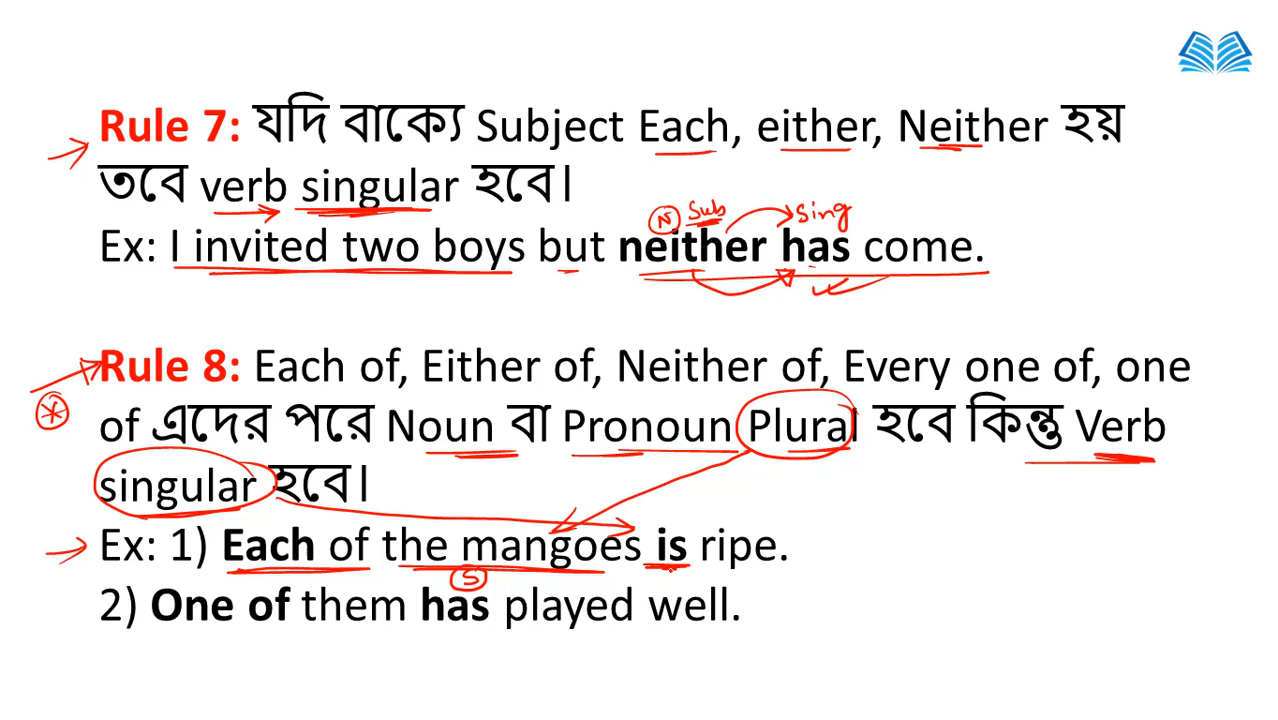 Rule 7: যদি বাক্যে Subject Each, either, Neither হয়
তবে verb singular হবে।
N Sub sing
Ex: I invited two boys but neither has come.
Rule 8: Each of, Either of, Neither of, Every one of, one
of এদের পরে Noun বা Pronoun Plural হবে কিন্তু Verb
singular হবে।
Ex: 1) Each of the mangoes is ripe.
S
2) One of them has played well.